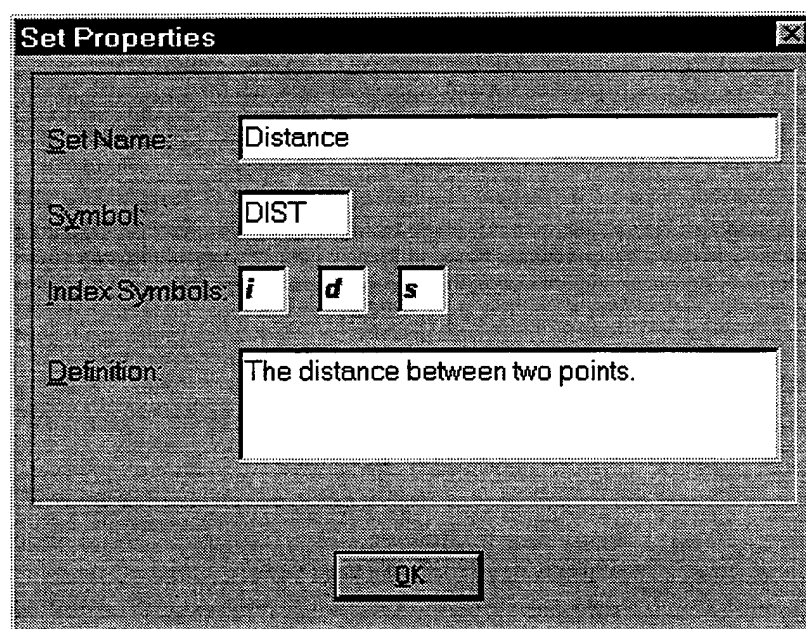 Set Properties
Set Name: Distance
Symbol: DIST
Index Symbols: i d s
Definition: The distance between two points.
OK